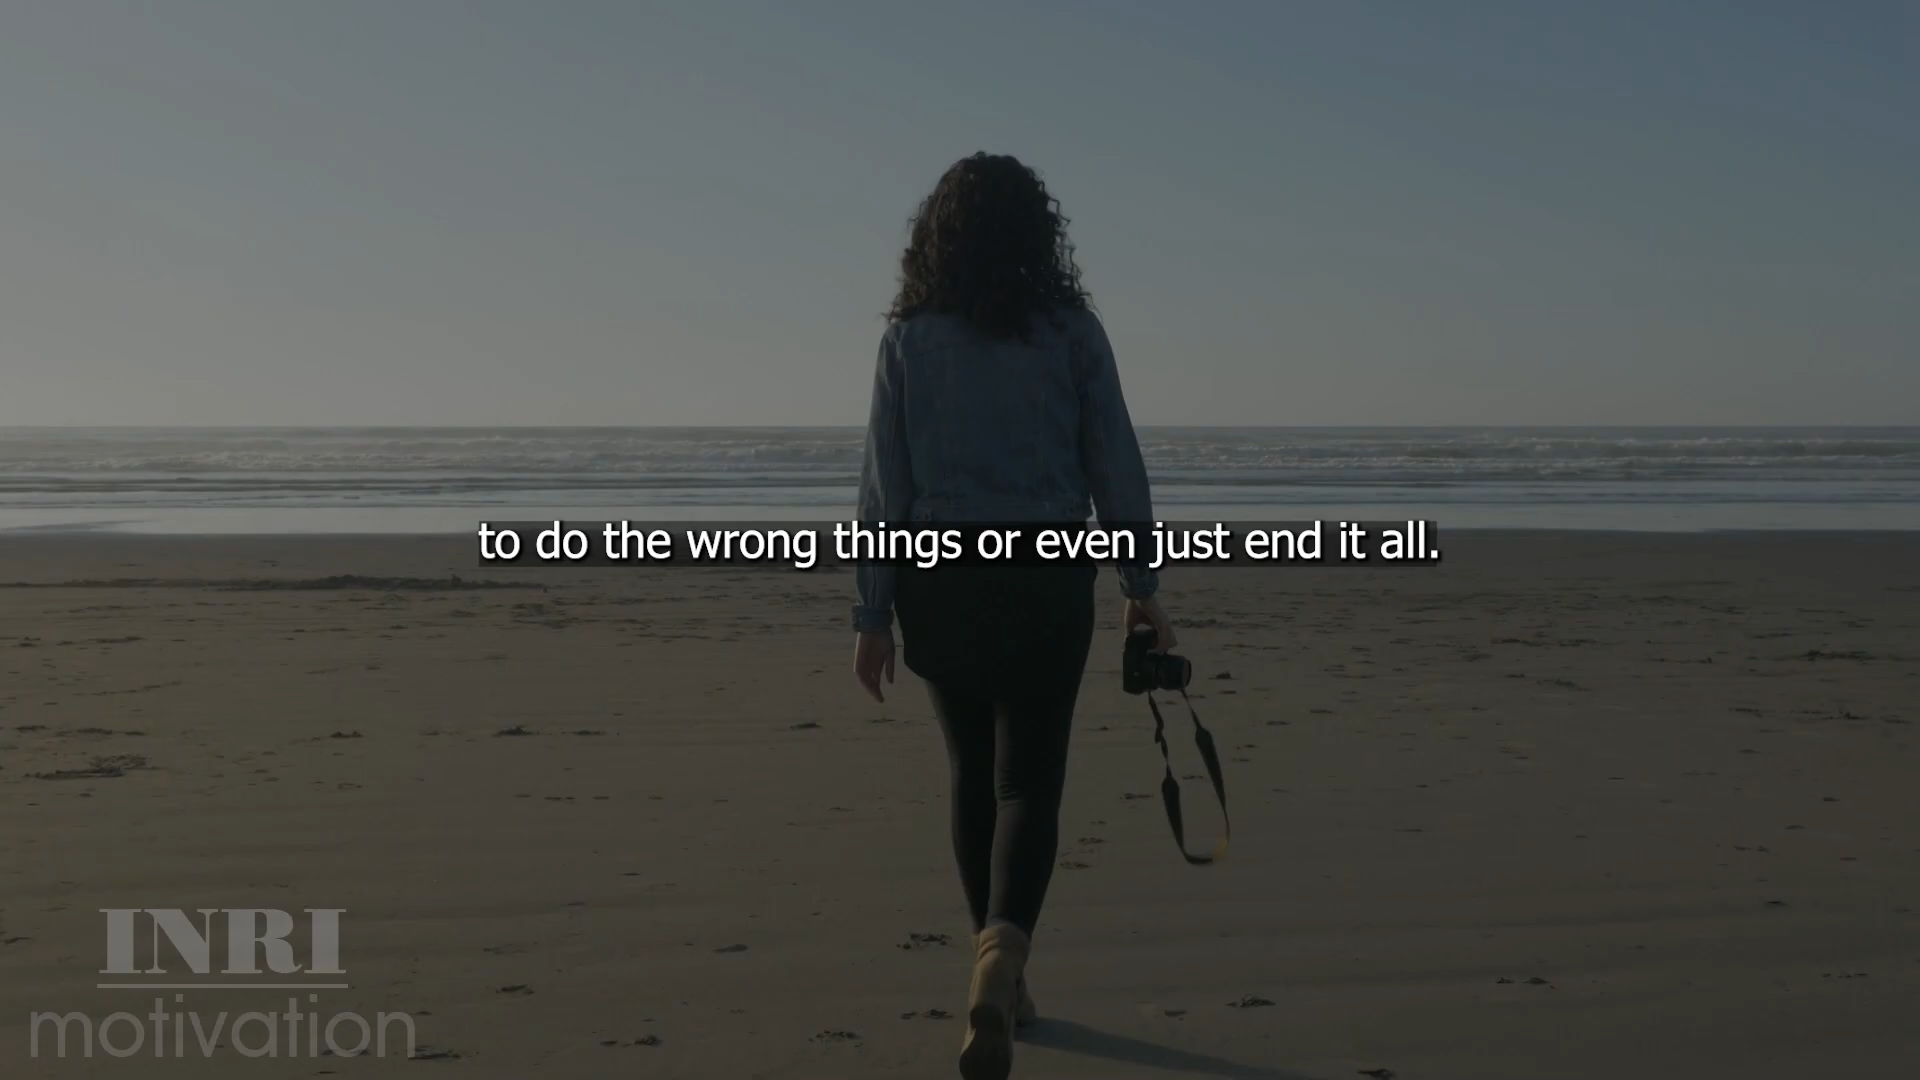 to do the wrong things or even just end it all.
INRI
motivation